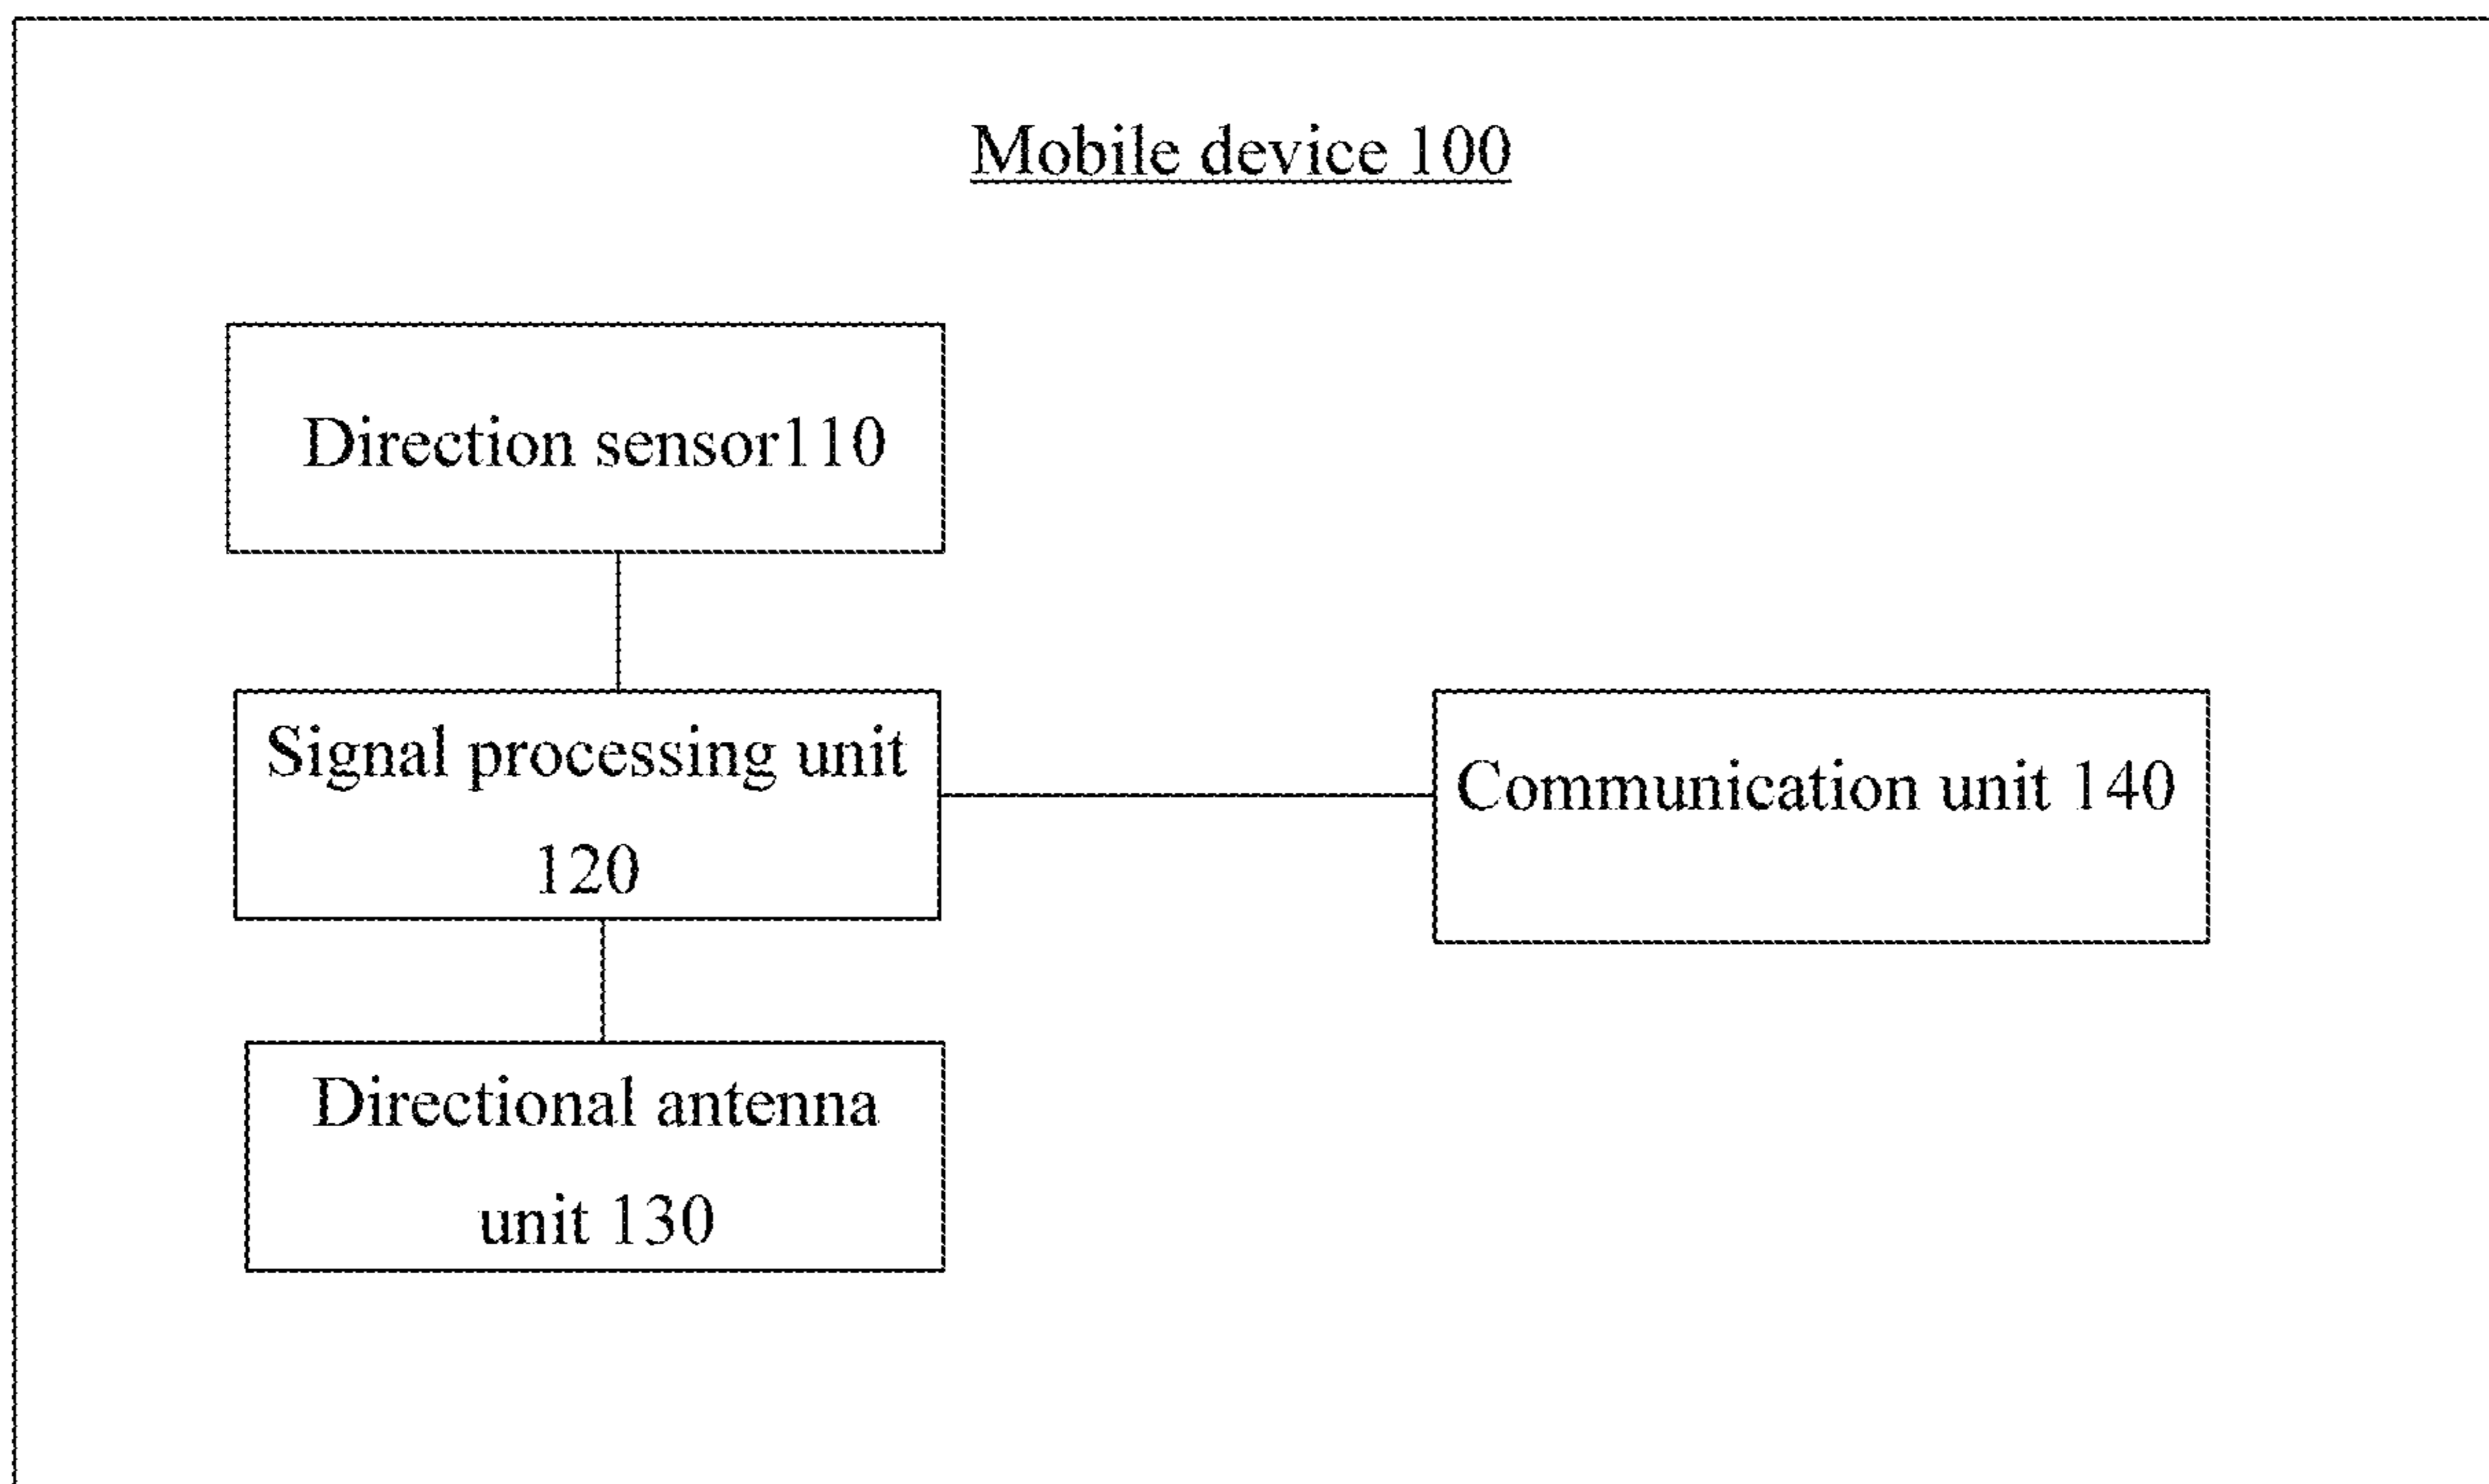 Mobile device 100
Direction sensor110
Signal processing unit
120
Communication unit 140
Directional antenna
unit 130